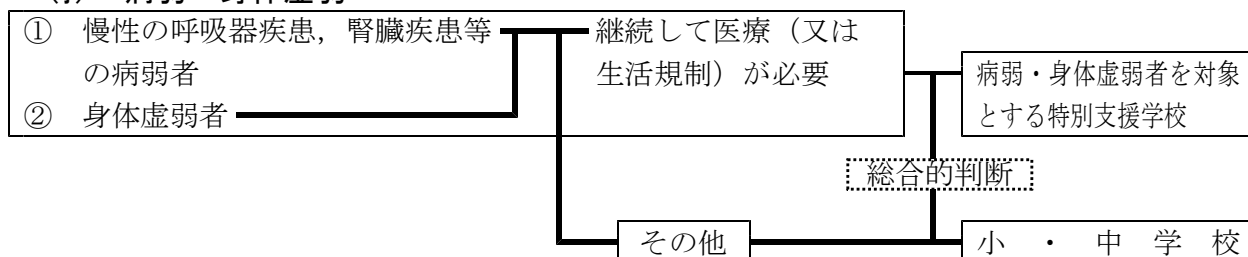 ① 慢性の呼吸器疾患，腎臓疾患等
の病弱者
② 身体虚弱者
継続して医療（又は
生活規制）が必要
病弱・身体虚弱者を対象
とする特別支援学校
総合的判断
その他
小・中学校